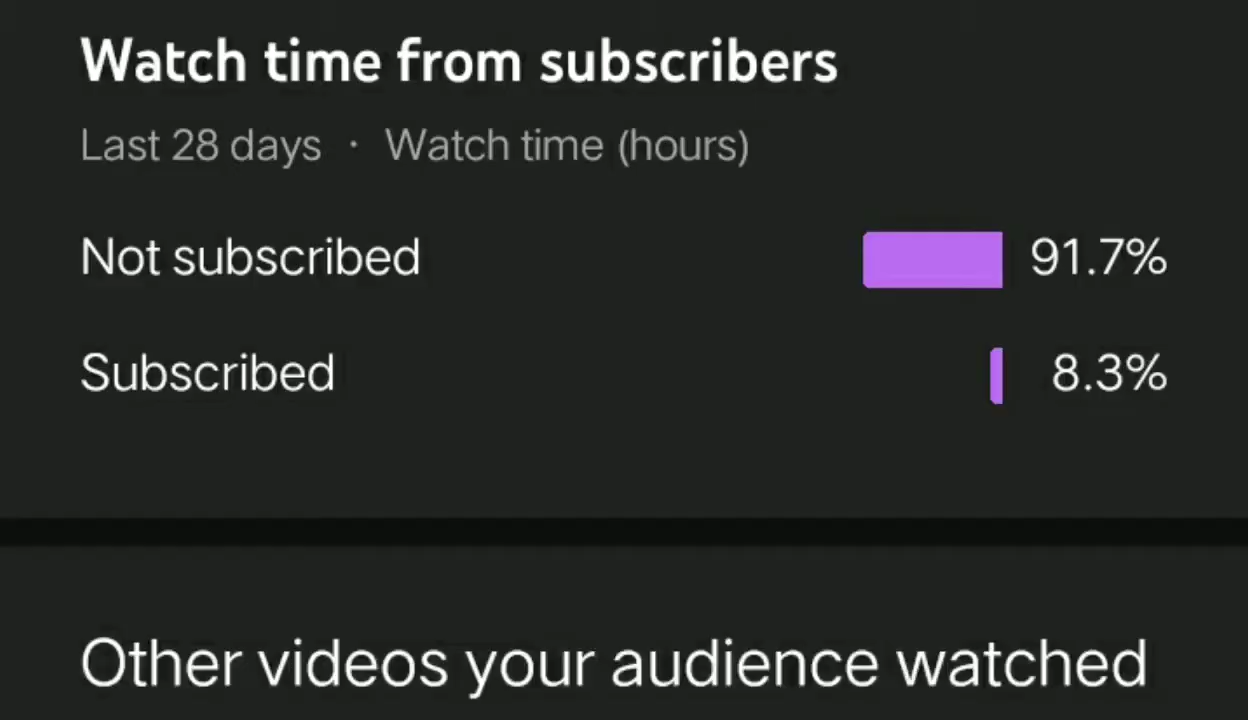 Watch time from subscribers
Last 28 days · Watch time (hours)
Not subscribed 91.7%
Subscribed 8.3%
Other videos your audience watched